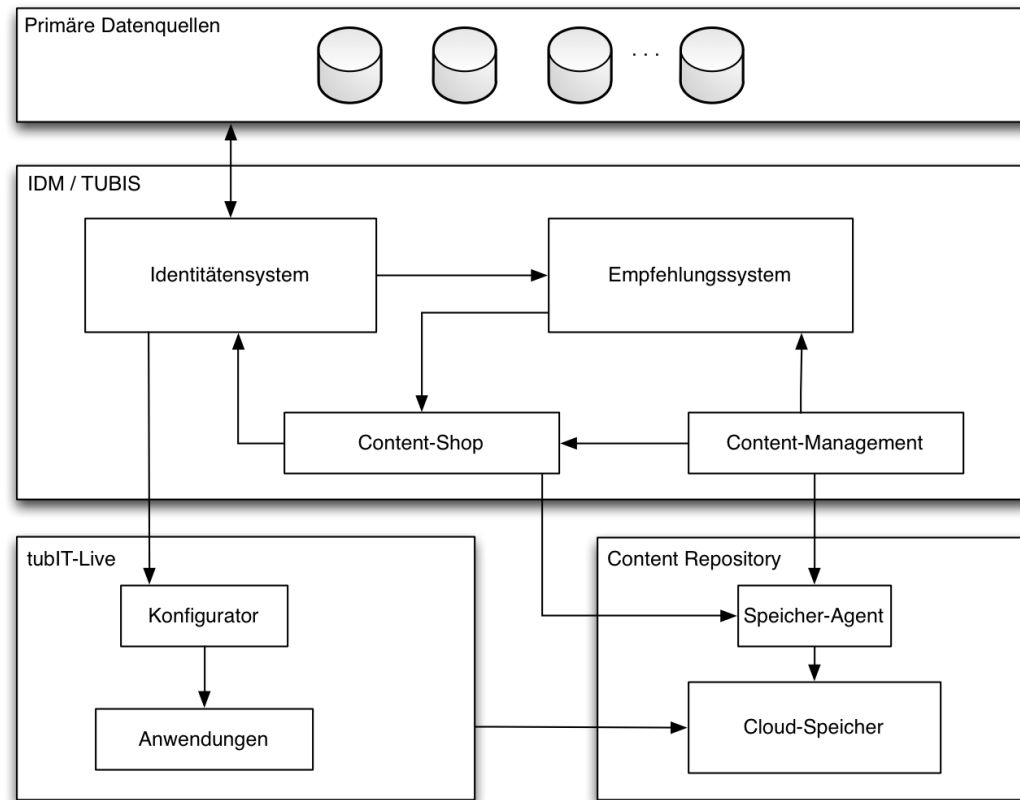 Primäre Datenquellen
. . .
IDM / TUBIS
Identitätensystem
Empfehlungssystem
Content-Shop
Content-Management
tubIT-Live
Content Repository
Konfigurator
Speicher-Agent
Anwendungen
Cloud-Speicher